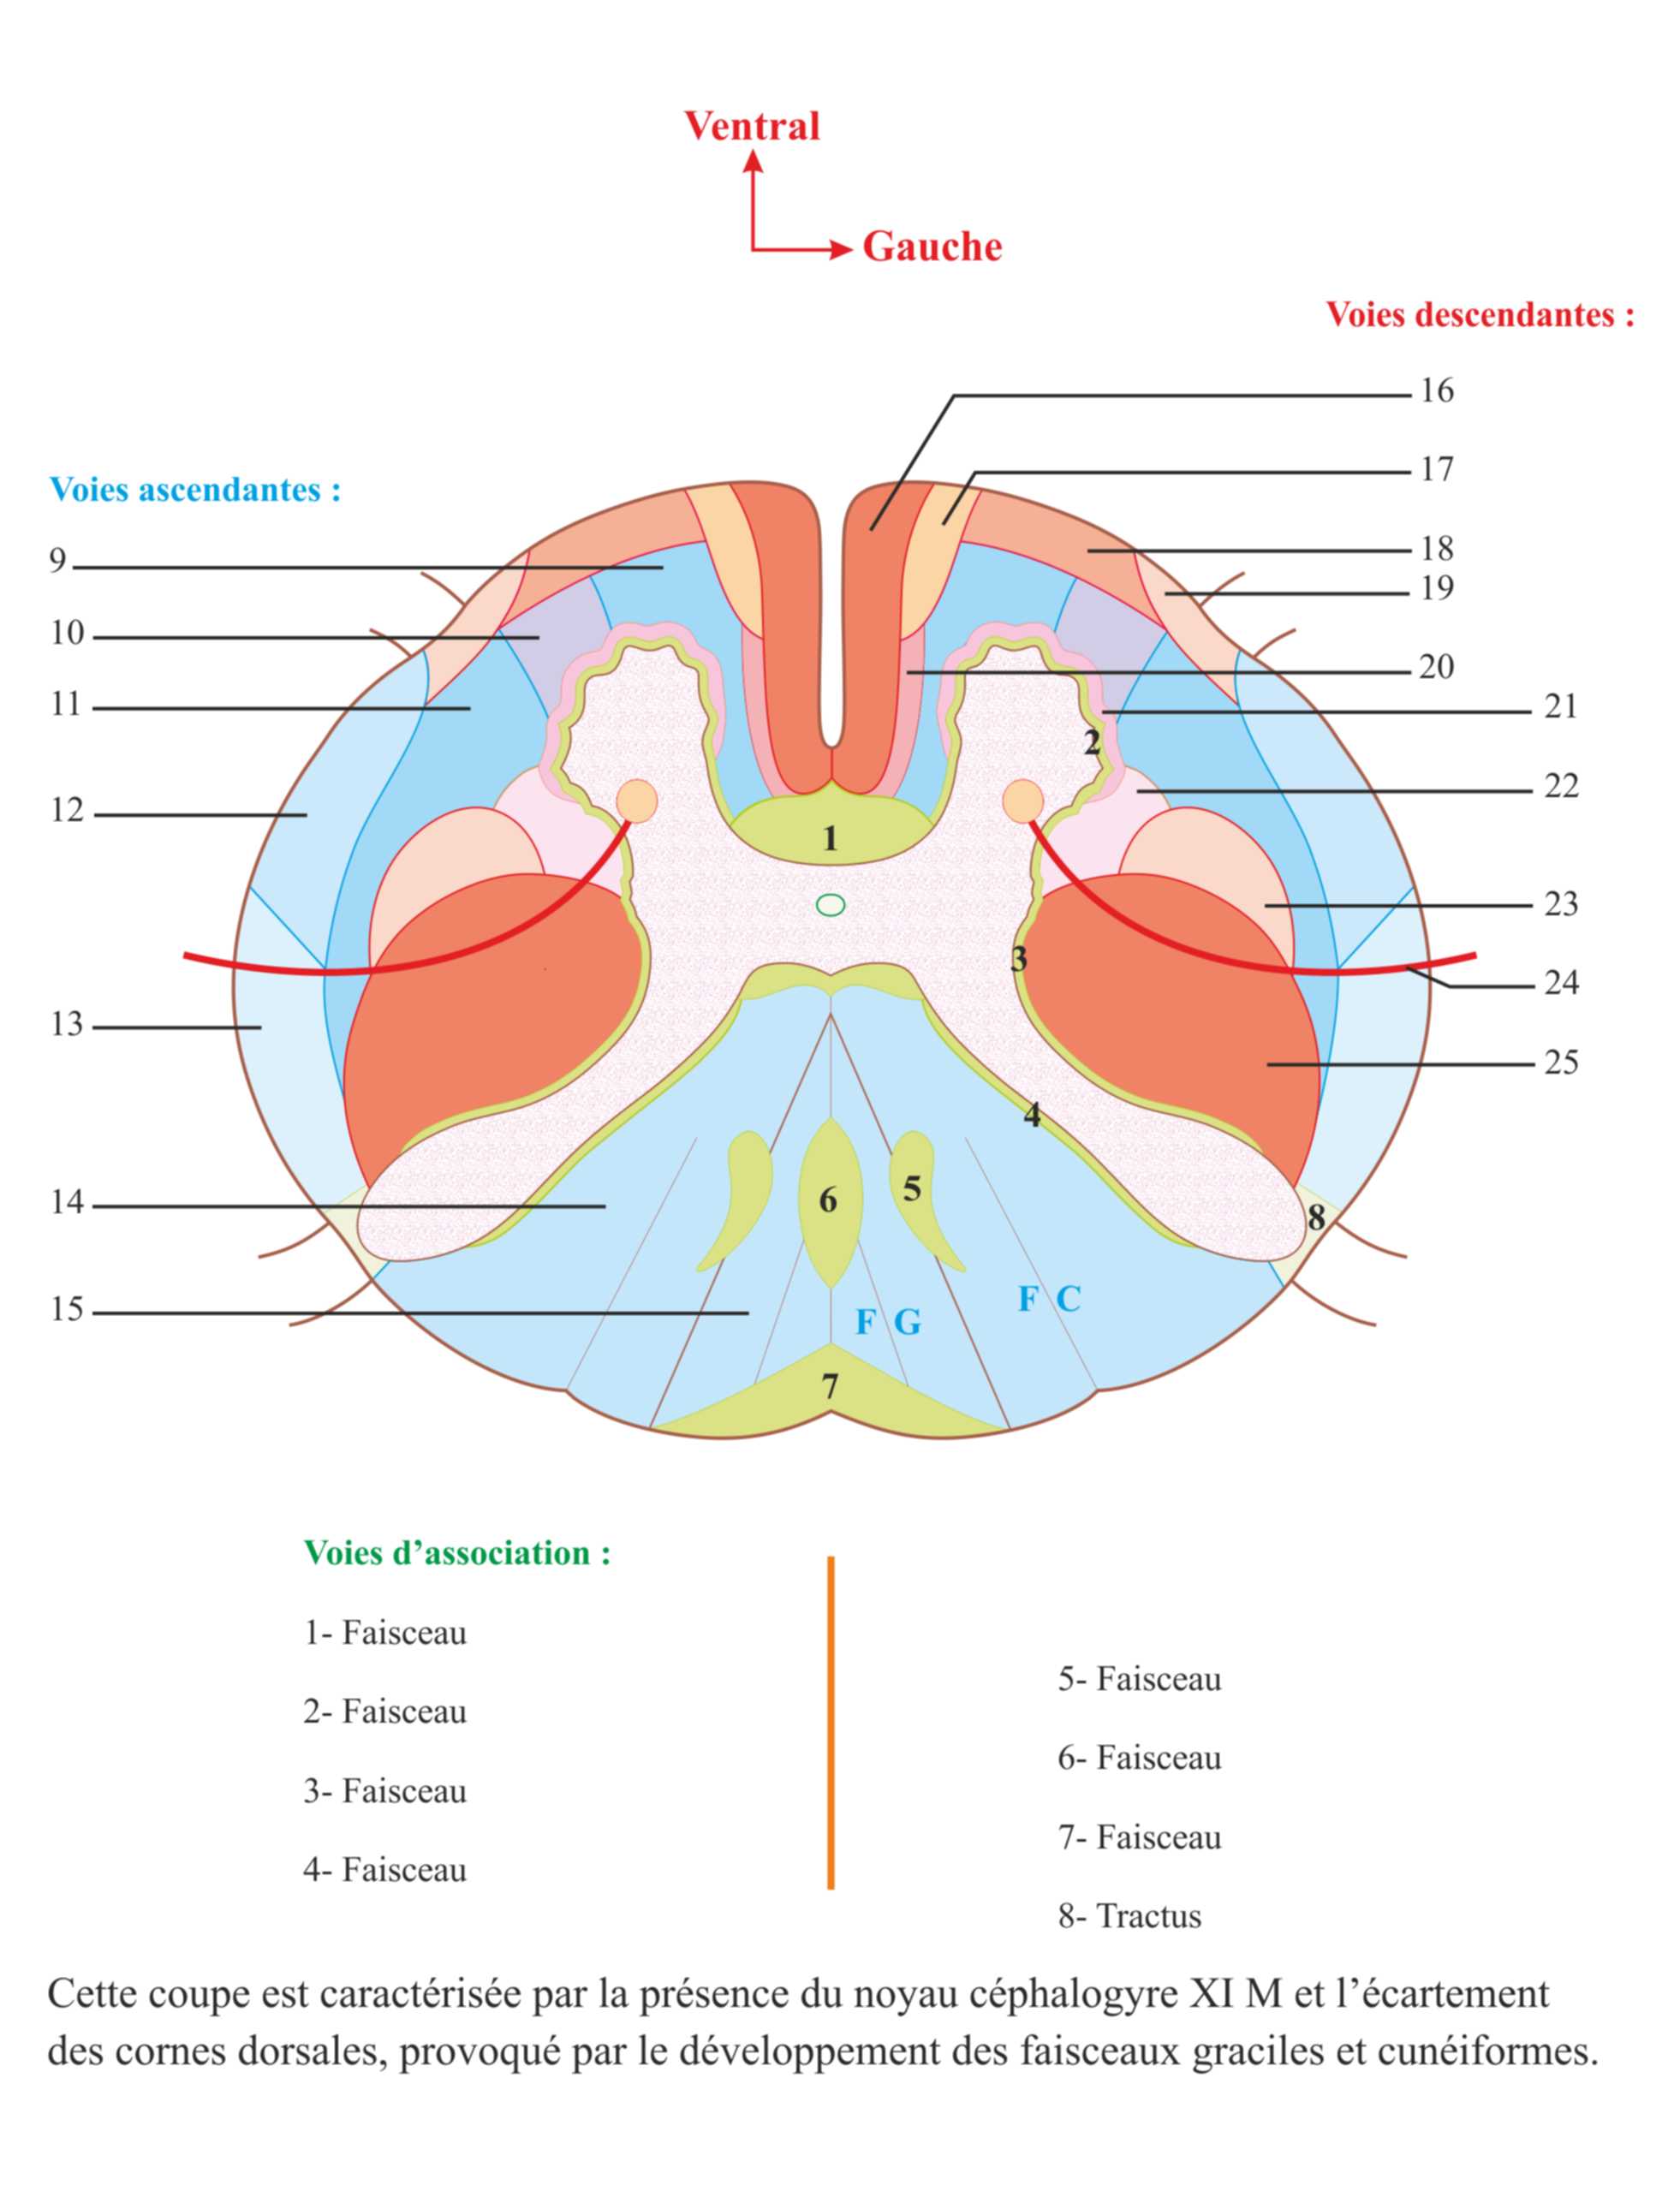 Ventral
Gauche
Voies descendantes :
16
17
Voies ascendantes :
9
18
19
10
20
11
21
2
22
12
1
23
3
24
13
25
4
14
5
6
8
15
F G
F C
7
Voies d’association :
1- Faisceau
2- Faisceau
3- Faisceau
4- Faisceau
5- Faisceau
6- Faisceau
7- Faisceau
8- Tractus
Cette coupe est caractérisée par la présence du noyau céphalogyre XI M et l’écartement
des cornes dorsales, provoqué par le développement des faisceaux graciles et cunéiformes.